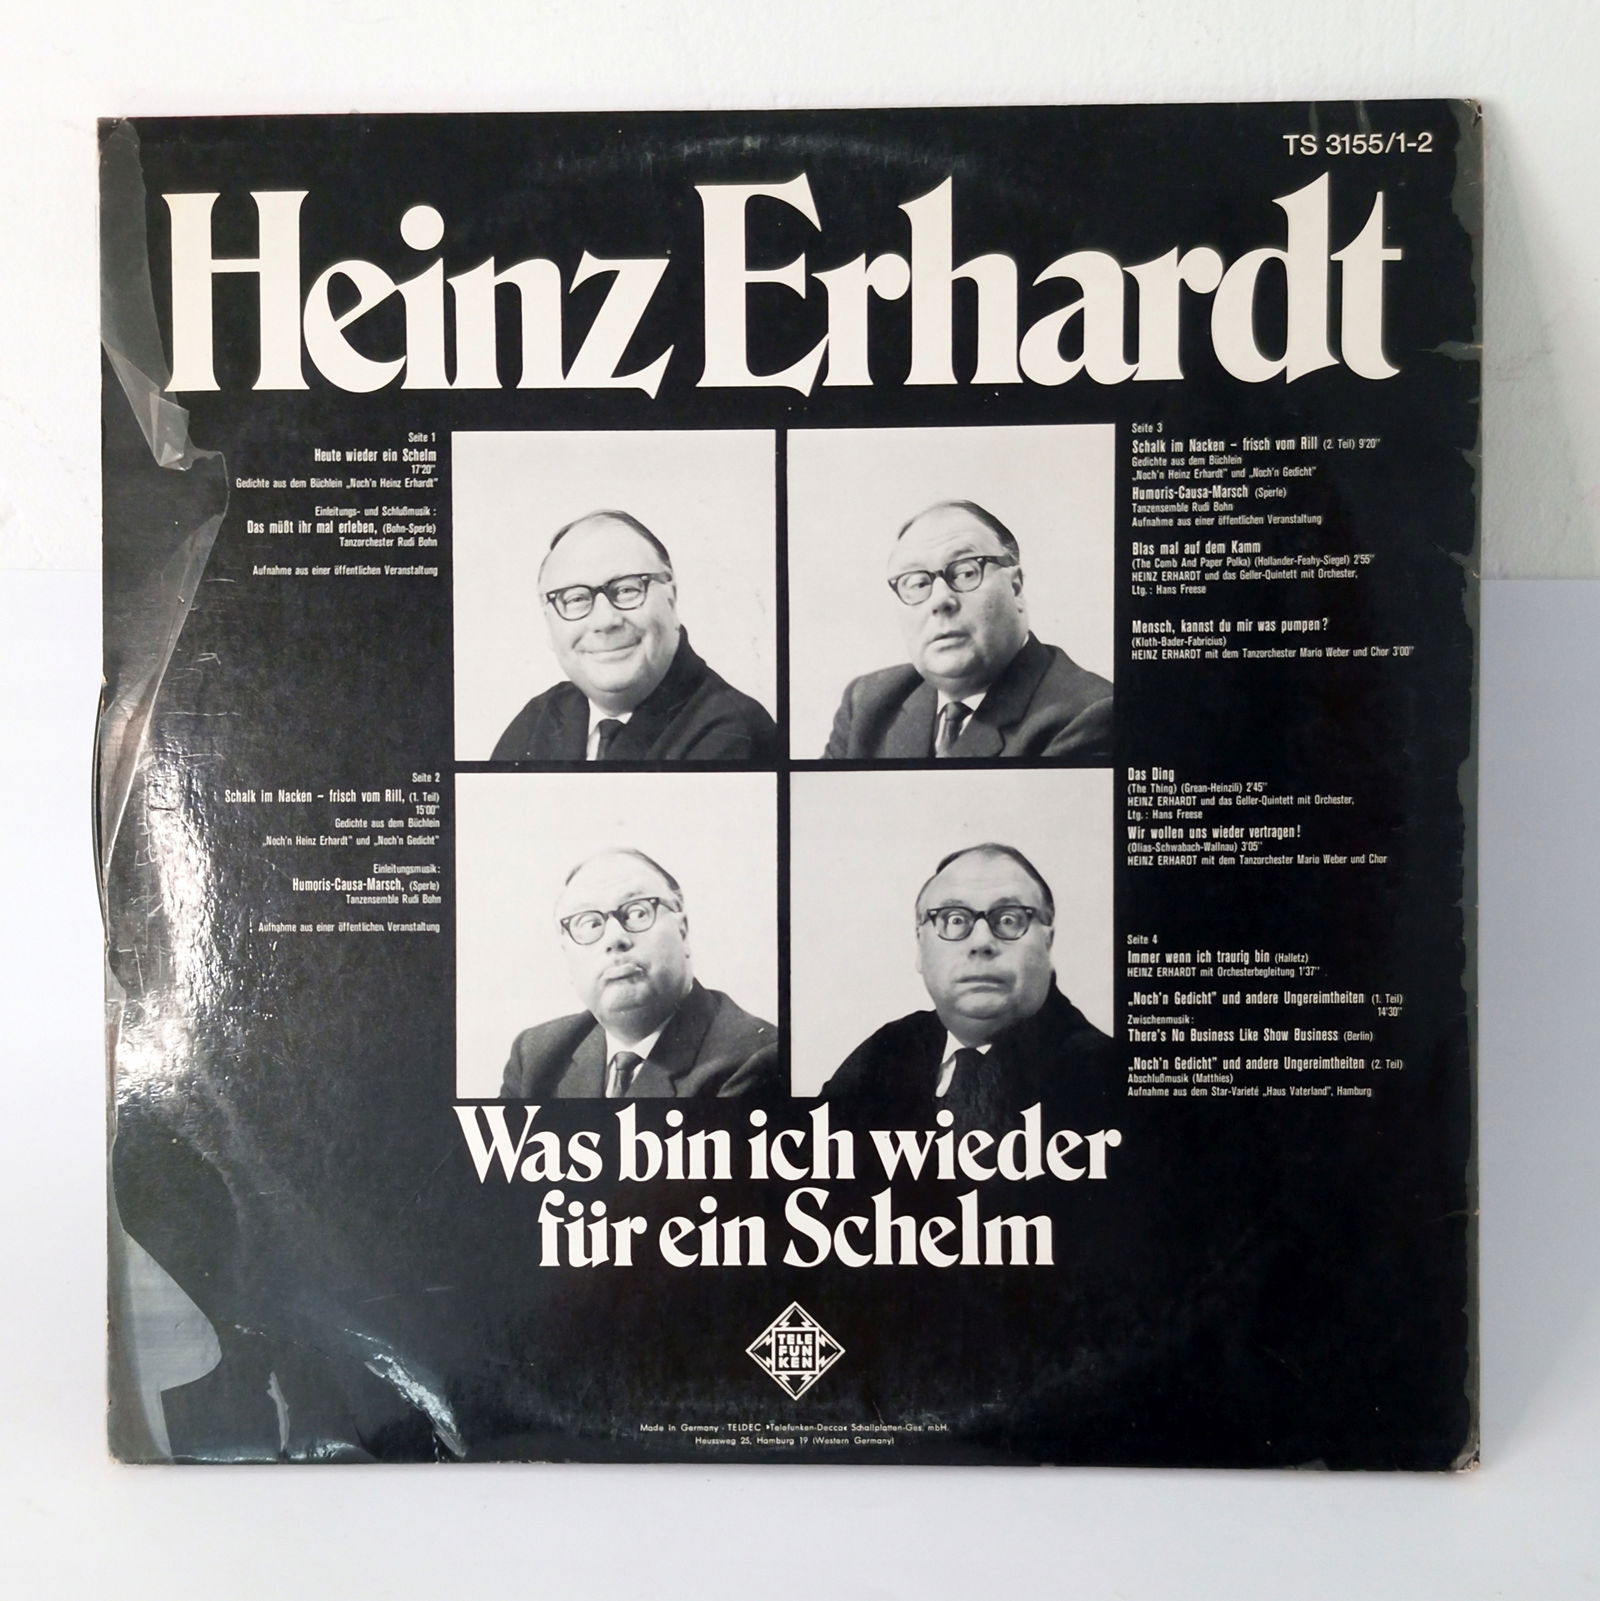 TS 3155/1-2
Heinz Erhardt
Seite 1
Heute wieder ein Schelm
17'20"
Gedichte aus dem Büchlein „Noch'n Heinz Erhardt"
Einleitungs- und Schlußmusik :
Das müßt ihr mal erleben, (Bohn-Sperle)
Tanzorchester Rudi Bohn
Aufnahme aus einer öffentlichen Veranstaltung
Seite 2
Schalk im Nacken – frisch vom Rill, (1. Teil)
15'00"
Gedichte aus dem Büchlein
„Noch'n Heinz Erhardt" und „Noch'n Gedicht"
Einleitungsmusik:
Humoris-Causa-Marsch, (Sperle)
Tanzensemble Rudi Bohn
Aufnahme aus einer öffentlichen Veranstaltung
Seite 3
Schalk im Nacken – frisch vom Rill (2. Teil) 9'20"
Gedichte aus dem Büchlein
„Noch'n Heinz Erhardt" und „Noch'n Gedicht"
Humoris-Causa-Marsch (Sperle)
Tanzensemble Rudi Bohn
Aufnahme aus einer öffentlichen Veranstaltung
Blas mal auf dem Kamm
(The Comb And Paper Polka) (Hollander-Feahy-Siegel) 2'55"
HEINZ ERHARDT und das Geller-Quintett mit Orchester,
Ltg.: Hans Freese
Mensch, kannst du mir was pumpen?
(Kloth-Bader-Fabricius)
HEINZ ERHARDT mit dem Tanzorchester Mario Weber und Chor 3'00"
Das Ding
(The Thing) (Grean-Heinzili) 2'45"
HEINZ ERHARDT und das Geller-Quintett mit Orchester,
Ltg.: Hans Freese
Wir wollen uns wieder vertragen!
(Olias-Schwabach-Wallnau) 3'05"
HEINZ ERHARDT mit dem Tanzorchester Mario Weber und Chor
Seite 4
Immer wenn ich traurig bin (Halletz)
HEINZ ERHARDT mit Orchesterbegleitung 1'37"
„Noch'n Gedicht" und andere Ungereimtheiten (1. Teil)
14'30"
Zwischenmusik:
There's No Business Like Show Business (Berlin)
„Noch'n Gedicht" und andere Ungereimtheiten (2. Teil)
Abschlußmusik (Matthies)
Aufnahme aus dem Star-Varieté „Haus Vaterland", Hamburg
Was bin ich wieder
für ein Schelm
TELE
FUN
KEN
Made in Germany · TELDEC »Telefunken-Decca« Schallplatten-Ges. mbH.
Heussweg 25, Hamburg 19 (Western Germany)